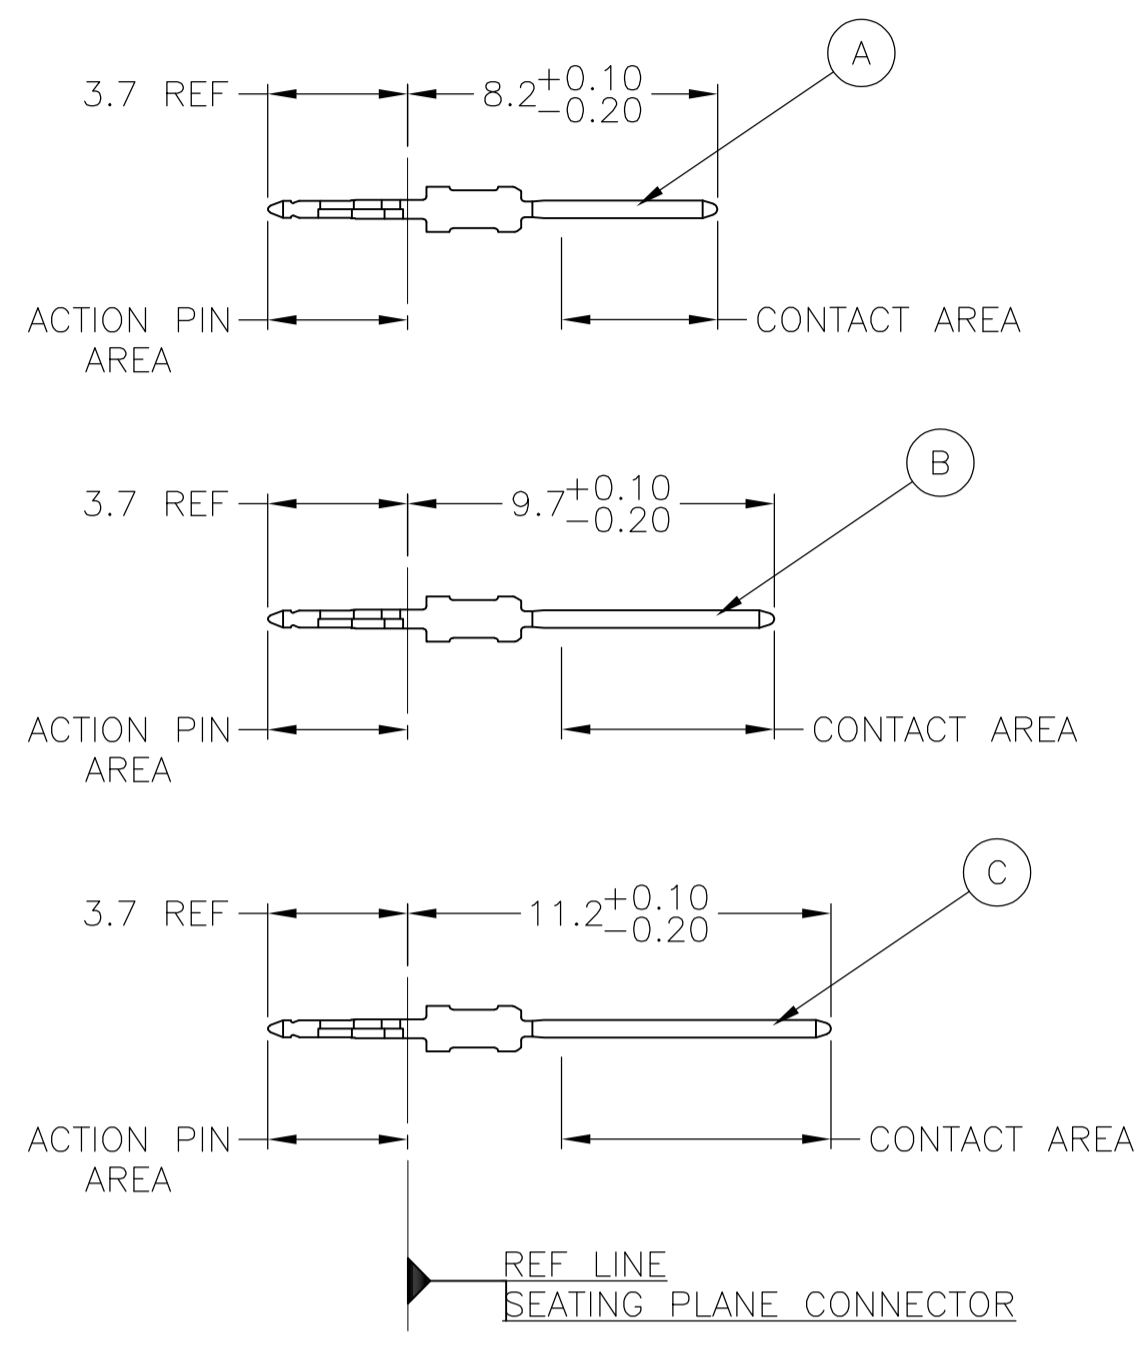 A
3.7 REF
8.2 +0.10
-0.20
ACTION PIN
AREA
CONTACT AREA
B
3.7 REF
9.7 +0.10
-0.20
ACTION PIN
AREA
CONTACT AREA
C
3.7 REF
11.2 +0.10
-0.20
ACTION PIN
AREA
CONTACT AREA
REF LINE
SEATING PLANE CONNECTOR